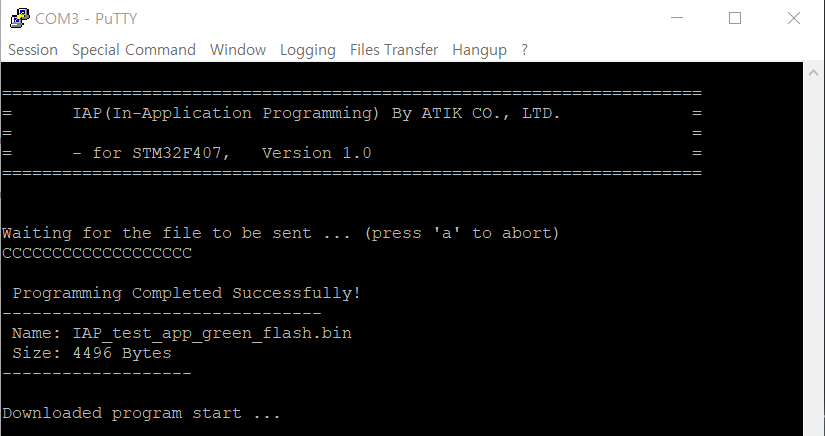 COM3 - PuTTY
Session Special Command Window Logging Files Transfer Hangup ?
======================================================================
=      IAP(In-Application Programming) By ATIK CO., LTD.             =
=                                                                    =
=      - for STM32F407,   Version 1.0                                =
======================================================================
Waiting for the file to be sent ... (press 'a' to abort)
CCCCCCCCCCCCCCCCCCC
Programming Completed Successfully!
--------------------------------
Name: IAP_test_app_green_flash.bin
Size: 4496 Bytes
-------------------
Downloaded program start ...